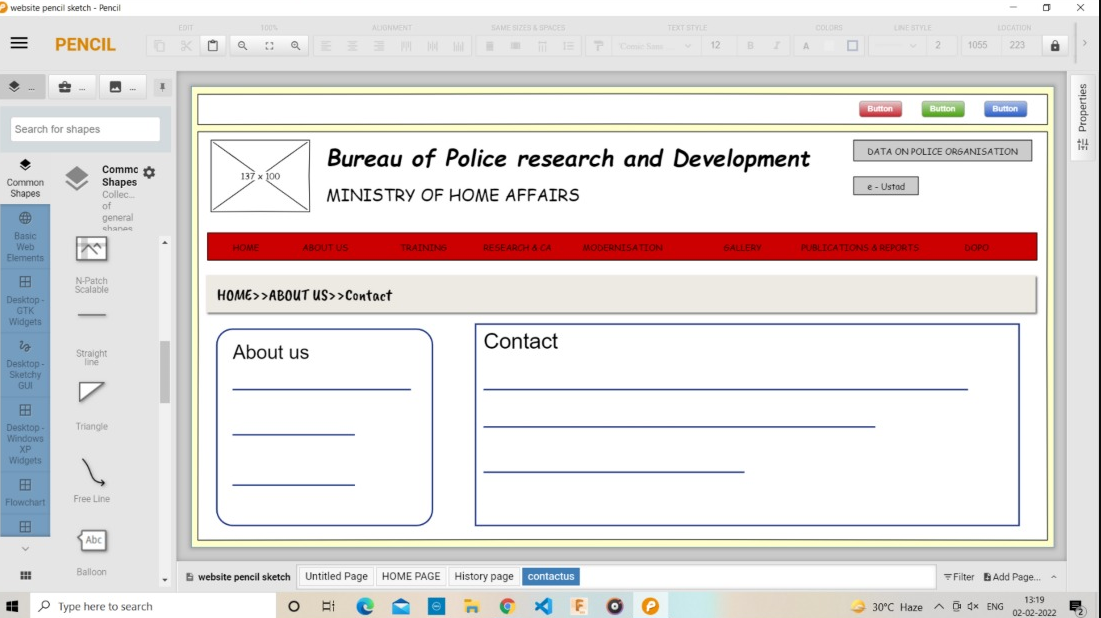 website pencil sketch - Pencil
EDIT 100% ALIGNMENT SAME SIZES & SPACES TEXT STYLE COLORS LINE STYLE LOCATION
PENCIL
"Comic Sans... 12 B I A 2 1055 223
... ... ...
Search for shapes
Properties
Common Shapes
Commc
Shapes
Collec...
of
general
shapes
Basic
Web
Elements
Desktop -
GTK
Widgets
Desktop -
Sketchy
GUI
Desktop -
Windows
XP
Widgets
Flowchart
N-Patch
Scalable
Straight
line
Triangle
Free Line
Abc
Balloon
Button Button Button
137 x 100
Bureau of Police research and Development
MINISTRY OF HOME AFFAIRS
DATA ON POLICE ORGANISATION
e - Ustad
HOME ABOUT US TRAINING RESEARCH & CA MODERNISATION GALLERY PUBLICATIONS & REPORTS DOPO
HOME>>ABOUT US>>Contact
About us
Contact
website pencil sketch Untitled Page HOME PAGE History page contactus Filter Add Page...
Type here to search
30°C Haze ENG
13:19
02-02-2022
2